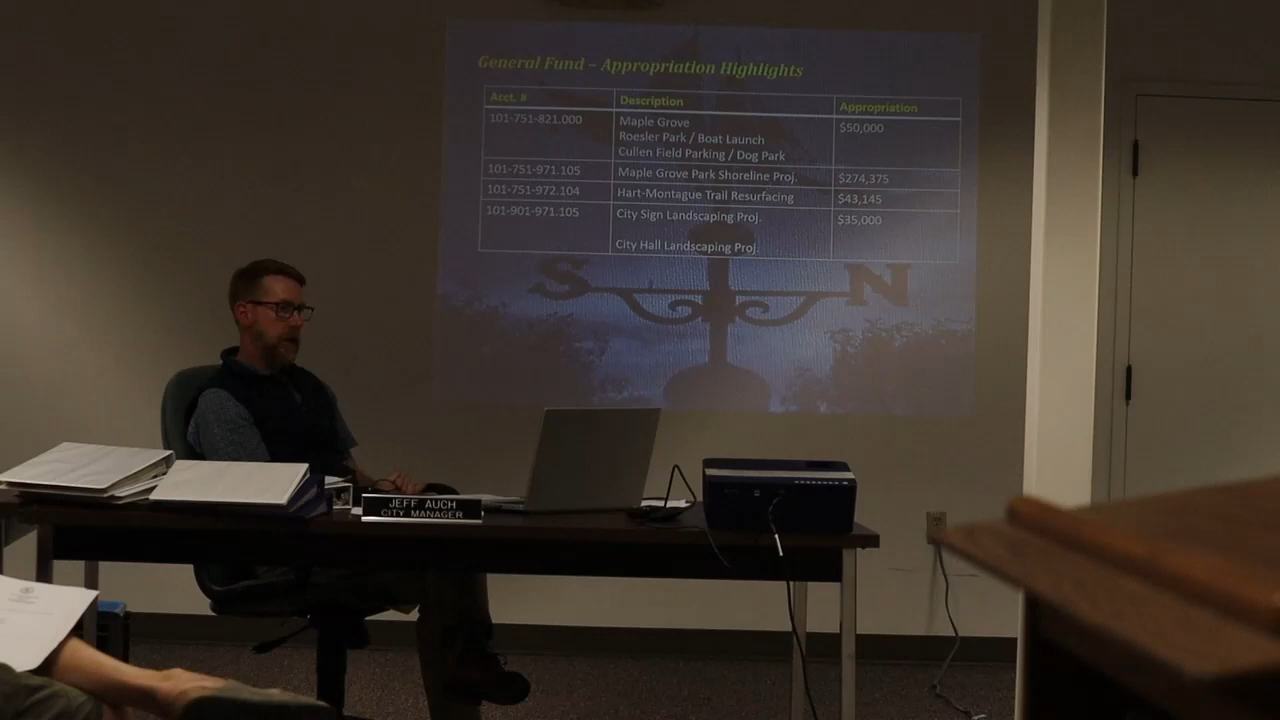 General Fund – Appropriation Highlights
Acct. # Description Appropriation
101-751-821.000 Maple Grove $50,000
Roesler Park / Boat Launch
Cullen Field Parking / Dog Park
101-751-971.105 Maple Grove Park Shoreline Proj. $274,375
101-751-972.104 Hart-Montague Trail Resurfacing $43,145
101-901-971.105 City Sign Landscaping Proj. $35,000
City Hall Landscaping Proj.
S N
JEFF AUCH
CITY MANAGER